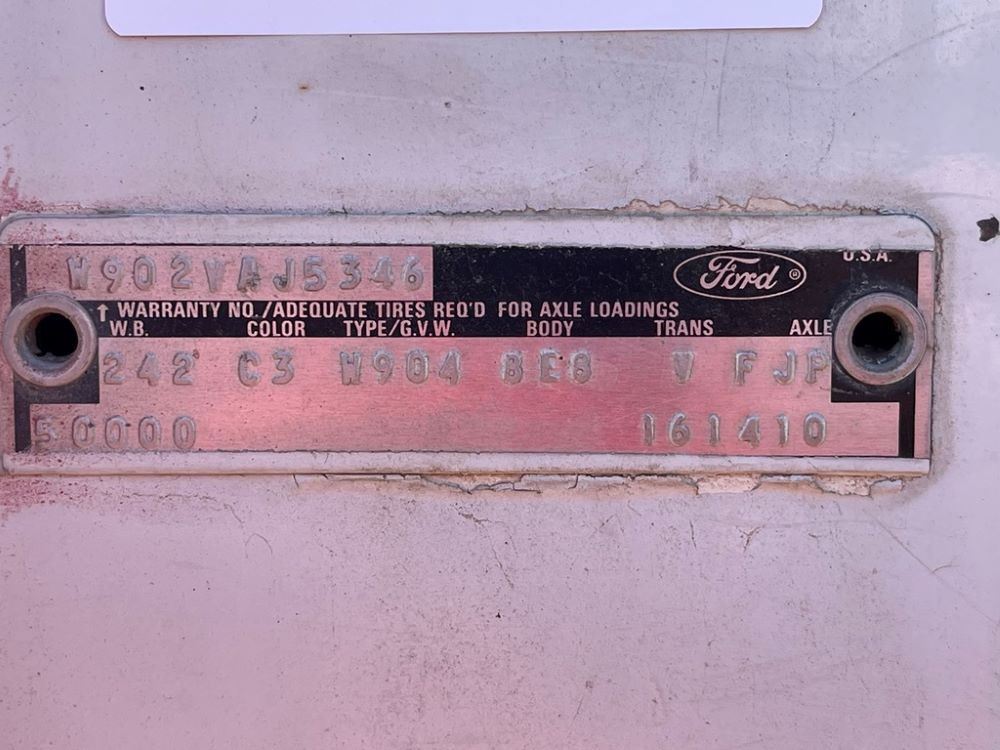 U.S.A.
W902VAJ5346 Ford ®
↑ WARRANTY NO./ADEQUATE TIRES REQ'D FOR AXLE LOADINGS
W.B. COLOR TYPE/G.V.W. BODY TRANS AXLE
242 C3 W904 BEB V FJP
50000 161410